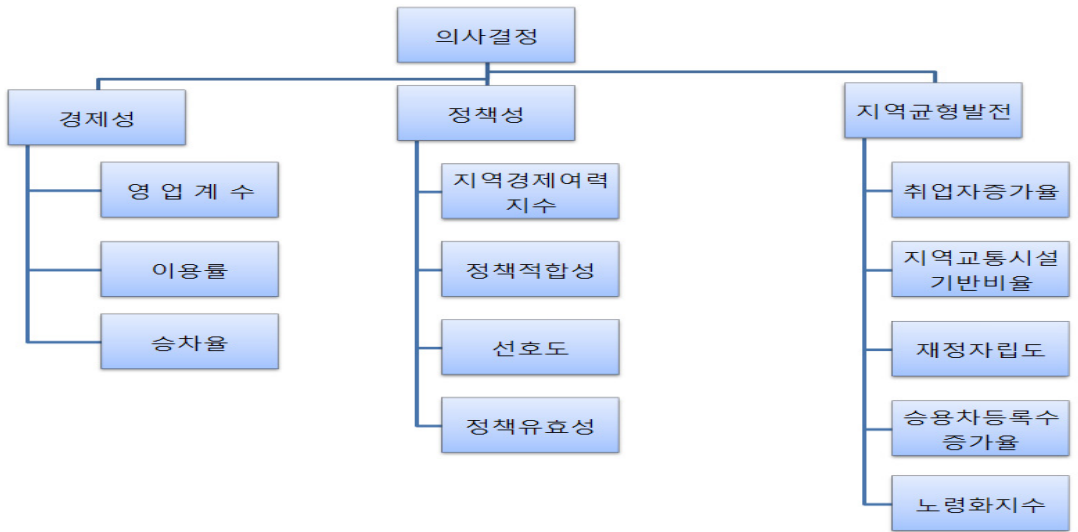 의사결정
경제성
영 업 계 수
이용률
승차율
정책성
지역경제여력
지수
정책적합성
선호도
정책유효성
지역균형발전
취업자증가율
지역교통시설
기반비율
재정자립도
승용차등록수
증가율
노령화지수